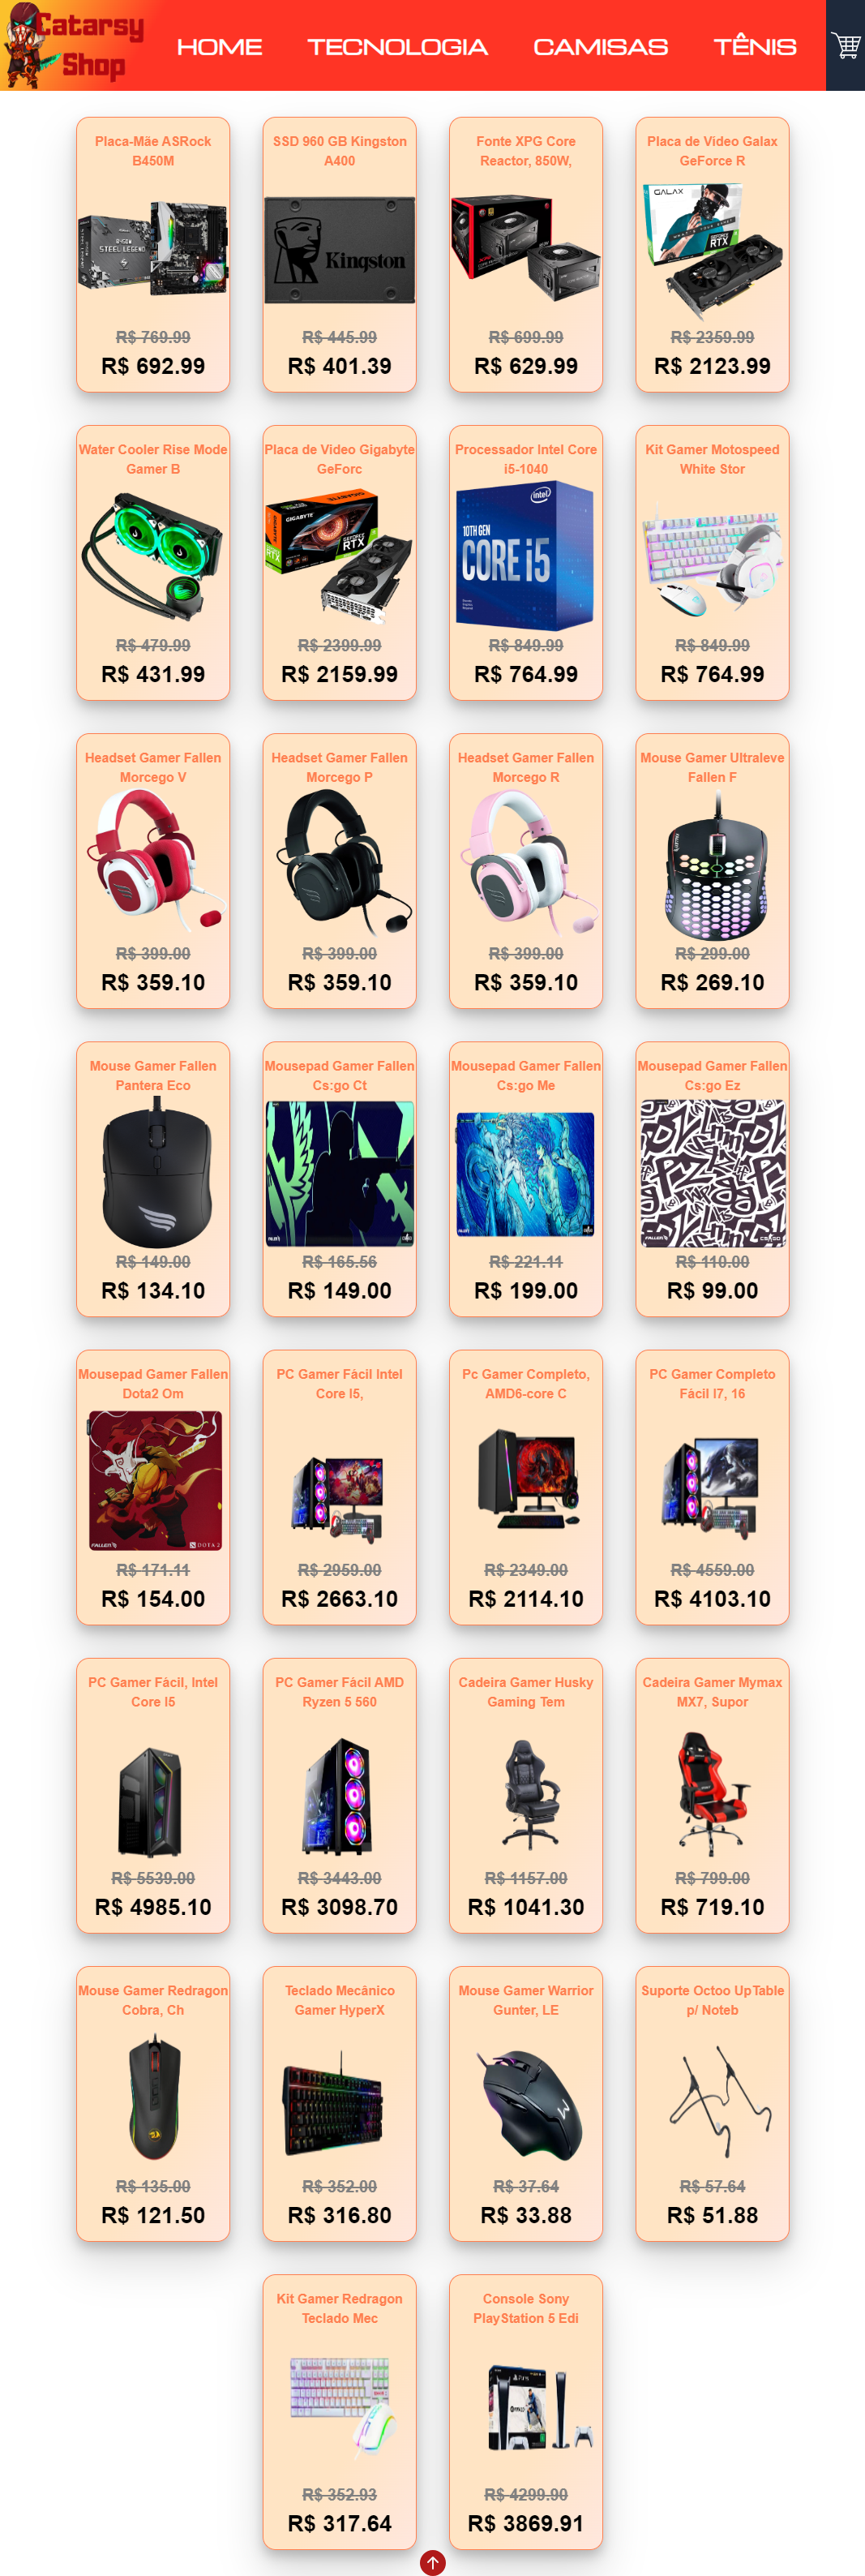 Catarsy
Shop
HOME
TECNOLOGIA
CAMISAS
TÊNIS
Placa-Mãe ASRock
B450M
STEEL LEGEND
R$ 769.99
R$ 692.99
SSD 960 GB Kingston
A400
Kingston
R$ 445.99
R$ 401.39
Fonte XPG Core
Reactor, 850W,
R$ 699.99
R$ 629.99
Placa de Video Galax
GeForce R
GALAX
RTX
R$ 2359.99
R$ 2123.99
Water Cooler Rise Mode
Gamer B
R$ 479.99
R$ 431.99
Placa de Video Gigabyte
GeForc
GIGABYTE
GEFORCE
RTX
R$ 2399.99
R$ 2159.99
Processador Intel Core
i5-1040
intel
10TH GEN
CORE i5
R$ 849.99
R$ 764.99
Kit Gamer Motospeed
White Stor
R$ 849.99
R$ 764.99
Headset Gamer Fallen
Morcego V
R$ 399.00
R$ 359.10
Headset Gamer Fallen
Morcego P
R$ 399.00
R$ 359.10
Headset Gamer Fallen
Morcego R
R$ 399.00
R$ 359.10
Mouse Gamer Ultraleve
Fallen F
R$ 299.00
R$ 269.10
Mouse Gamer Fallen
Pantera Eco
R$ 149.00
R$ 134.10
Mousepad Gamer Fallen
Cs:go Ct
R$ 165.56
R$ 149.00
Mousepad Gamer Fallen
Cs:go Me
R$ 221.11
R$ 199.00
Mousepad Gamer Fallen
Cs:go Ez
FALLEN
CS:GO
R$ 110.00
R$ 99.00
Mousepad Gamer Fallen
Dota2 Om
FALLEN
DOTA 2
R$ 171.11
R$ 154.00
PC Gamer Fácil Intel
Core I5,
R$ 2959.00
R$ 2663.10
Pc Gamer Completo,
AMD6-core C
R$ 2349.00
R$ 2114.10
PC Gamer Completo
Fácil I7, 16
R$ 4559.00
R$ 4103.10
PC Gamer Fácil, Intel
Core I5
R$ 5539.00
R$ 4985.10
PC Gamer Fácil AMD
Ryzen 5 560
R$ 3443.00
R$ 3098.70
Cadeira Gamer Husky
Gaming Tem
R$ 1157.00
R$ 1041.30
Cadeira Gamer Mymax
MX7, Supor
R$ 799.00
R$ 719.10
Mouse Gamer Redragon
Cobra, Ch
R$ 135.00
R$ 121.50
Teclado Mecânico
Gamer HyperX
R$ 352.00
R$ 316.80
Mouse Gamer Warrior
Gunter, LE
R$ 37.64
R$ 33.88
Suporte Octoo UpTable
p/ Noteb
R$ 57.64
R$ 51.88
Kit Gamer Redragon
Teclado Mec
R$ 352.93
R$ 317.64
Console Sony
PlayStation 5 Edi
R$ 4299.90
R$ 3869.91